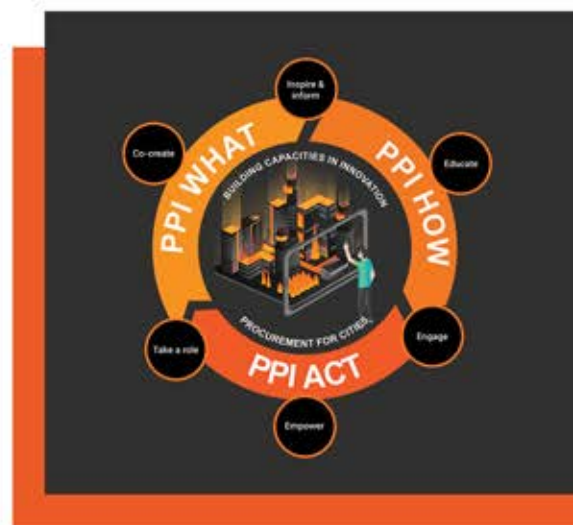 Inspire &
inform
Co-create
PPI WHAT
PPI HOW
Educate
BUILDING CAPACITIES IN INNOVATION
PROCUREMENT FOR CITIES
Take a role
PPI ACT
Engage
Empower